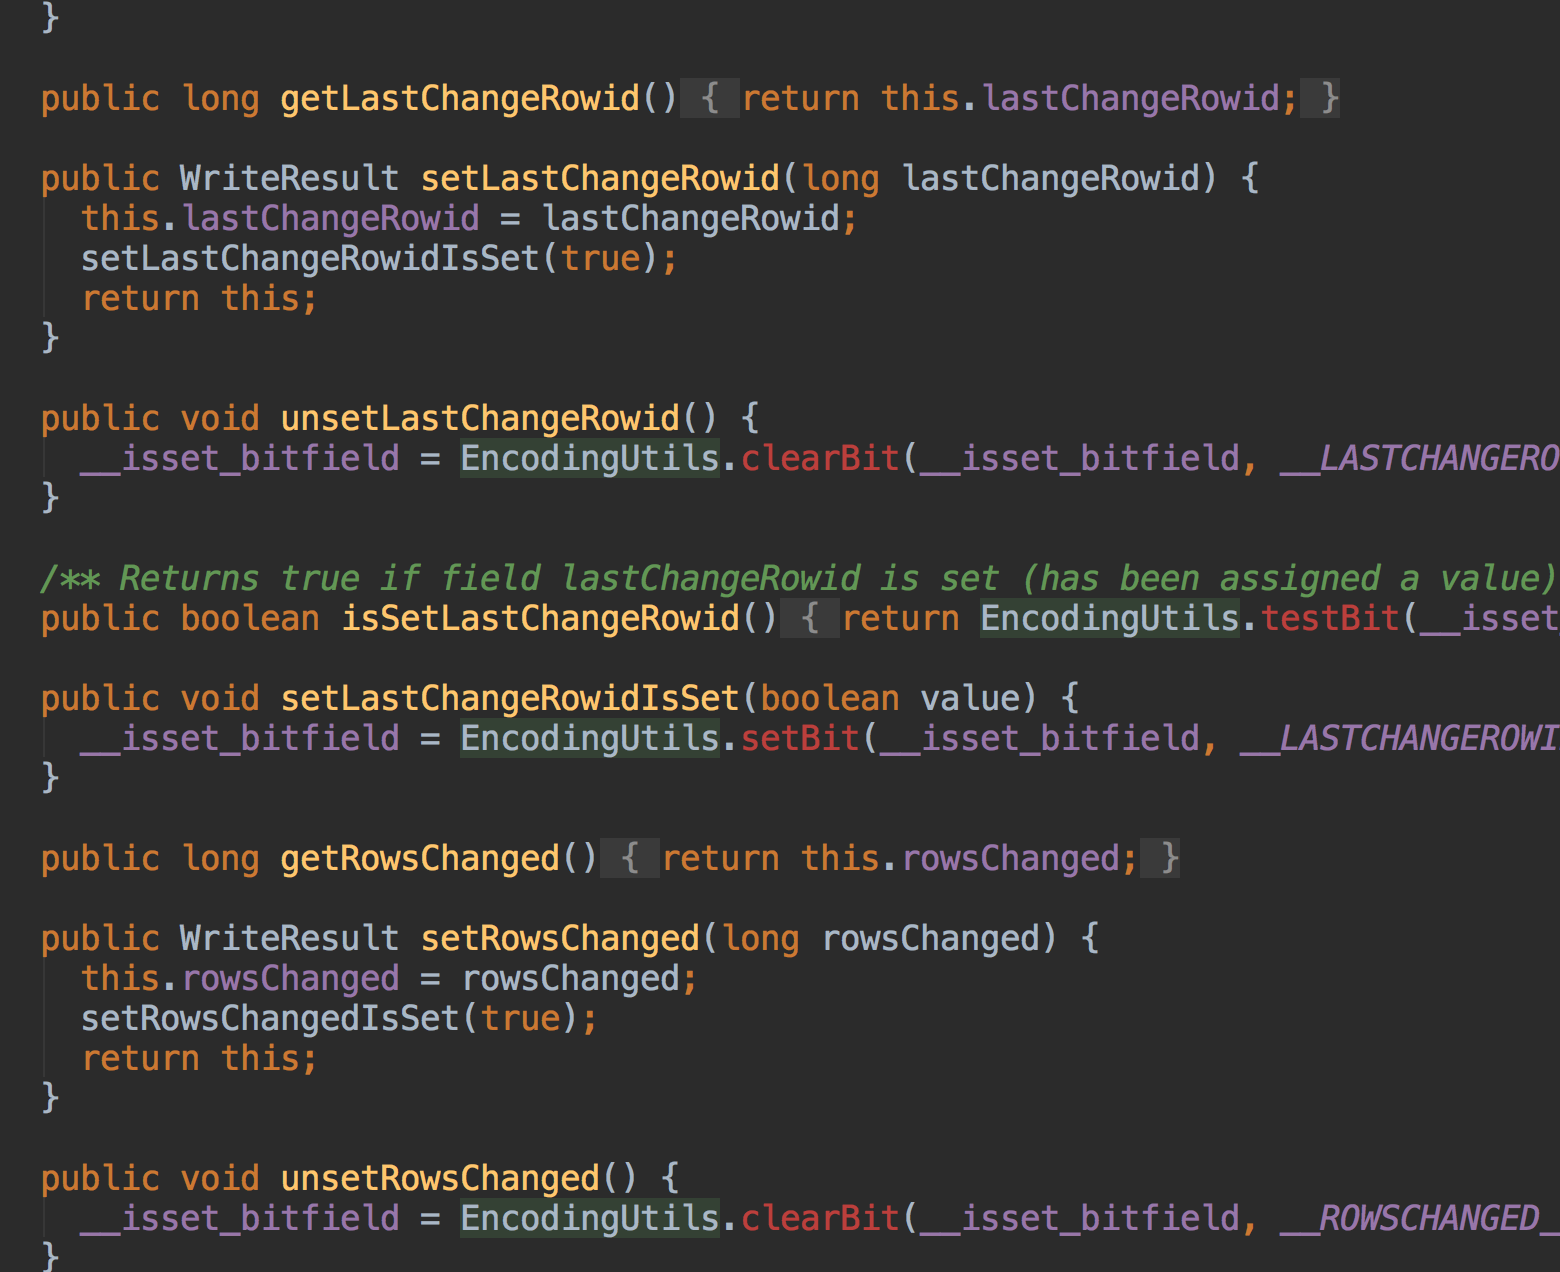 }
public long getLastChangeRowid() { return this.lastChangeRowid; }
public WriteResult setLastChangeRowid(long lastChangeRowid) {
this.lastChangeRowid = lastChangeRowid;
setLastChangeRowidIsSet(true);
return this;
}
public void unsetLastChangeRowid() {
__isset_bitfield = EncodingUtils.clearBit(__isset_bitfield, __LASTCHANGERO
}
/** Returns true if field lastChangeRowid is set (has been assigned a value)
public boolean isSetLastChangeRowid() { return EncodingUtils.testBit(__isset
public void setLastChangeRowidIsSet(boolean value) {
__isset_bitfield = EncodingUtils.setBit(__isset_bitfield, __LASTCHANGEROWI
}
public long getRowsChanged() { return this.rowsChanged; }
public WriteResult setRowsChanged(long rowsChanged) {
this.rowsChanged = rowsChanged;
setRowsChangedIsSet(true);
return this;
}
public void unsetRowsChanged() {
__isset_bitfield = EncodingUtils.clearBit(__isset_bitfield, __ROWSCHANGED_
}